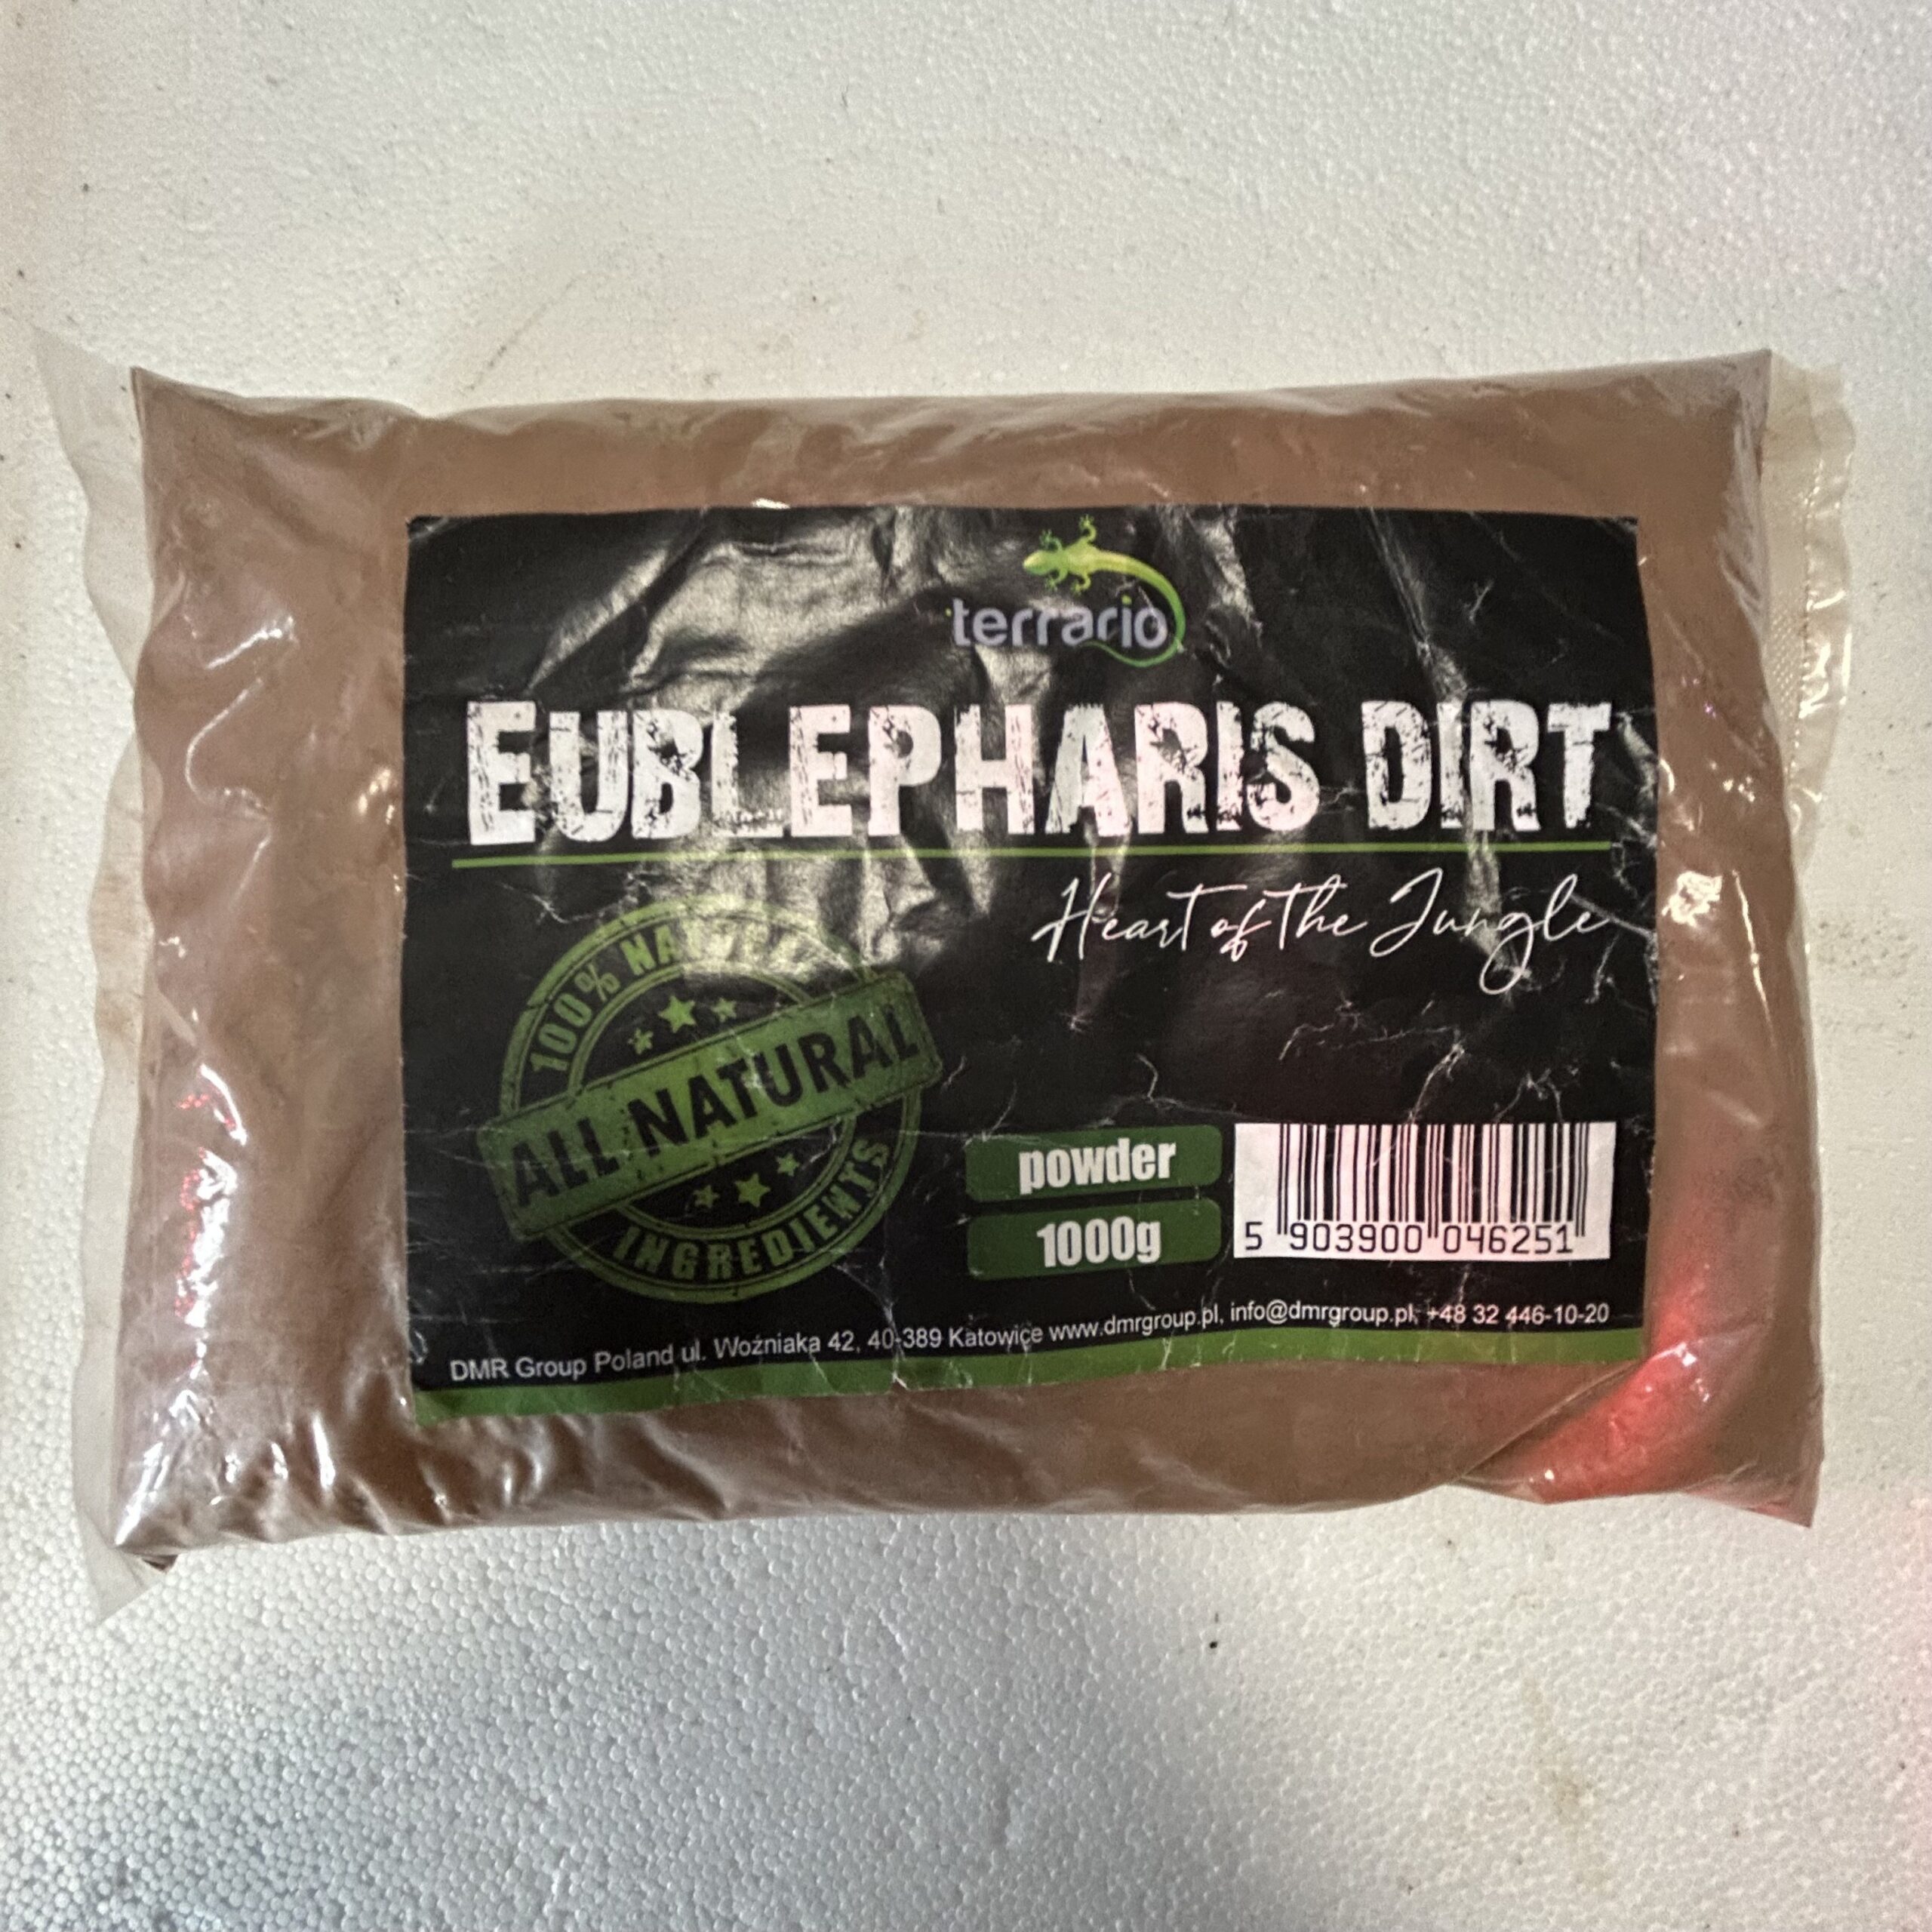 terrario
EUBLEPHARIS DIRT
Heart of the Jungle
100% NATURAL
ALL NATURAL
INGREDIENTS
powder
1000g
5 903900 046251
DMR Group Poland ul. Woźniaka 42, 40-389 Katowice www.dmrgroup.pl, info@dmrgroup.pl, +48 32 446-10-20